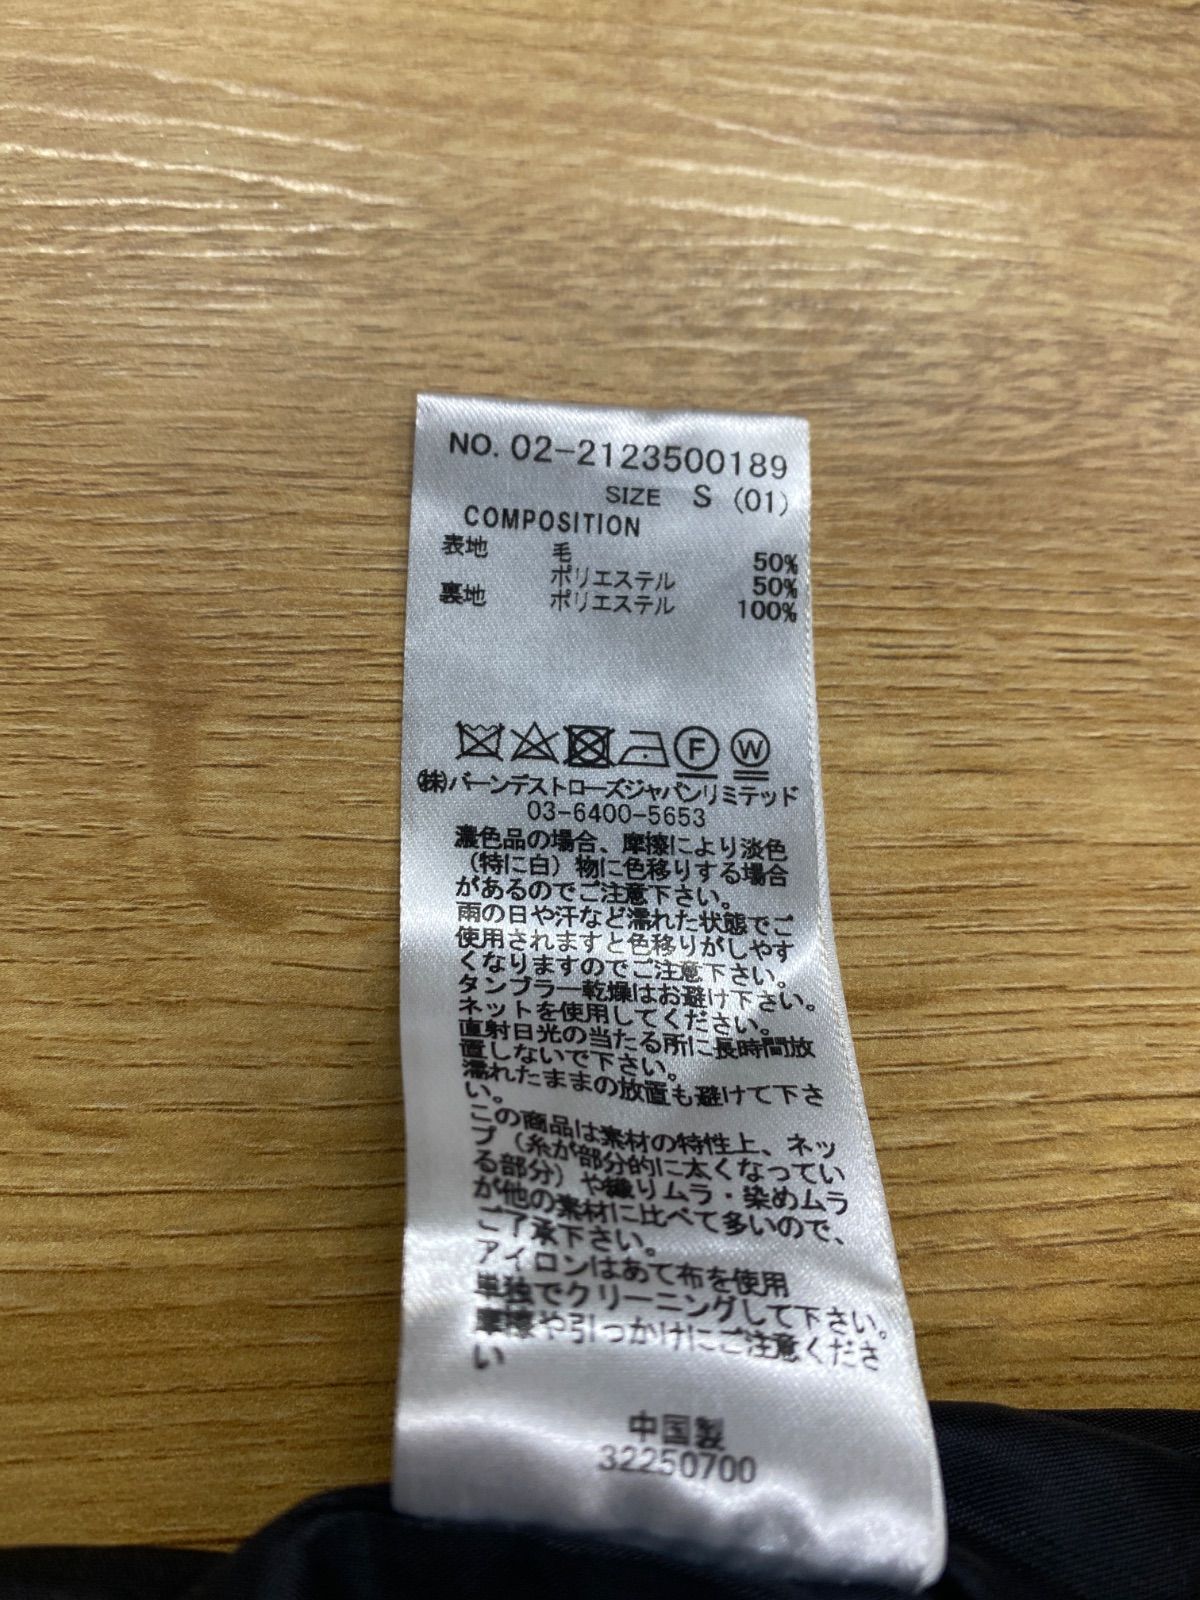 NO. 02-2123500189
SIZE S (01)
COMPOSITION
表地 毛 50%
ポリエステル 50%
裏地 ポリエステル 100%
F W
㈱バーンデストローズジャパンリミテッド
03-6400-5653
濃色品の場合、摩擦により淡色
(特に白)物に色移りする場合
があるのでご注意下さい。
雨の日や汗など濡れた状態でご
使用されますと色移りがしやす
くなりますのでご注意下さい。
タンブラー乾燥はお避け下さい。
ネットを使用してください。
直射日光の当たる所に長時間放
置しないで下さい。
濡れたままの放置も避けて下さ
い。
この商品は素材の特性上、ネッ
プ(糸が部分的に太くなってい
る部分)や織りムラ・染めムラ
が他の素材に比べて多いので、
ご了承下さい。
アイロンはあて布を使用
単独でクリーニングして下さい。
摩擦や引っかけにご注意くださ
い
中国製
32250700